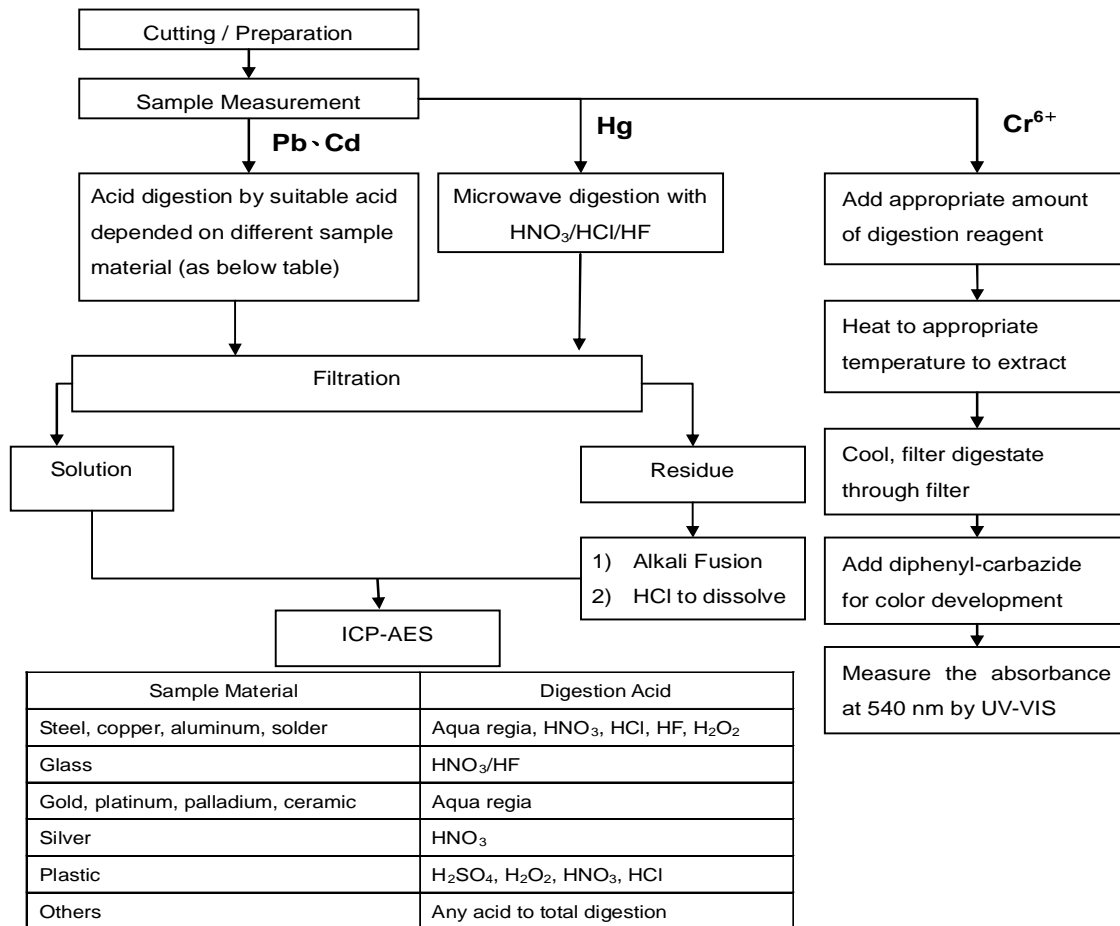 Cutting / Preparation
Sample Measurement
Pb、Cd
Hg
Cr⁶⁺
Acid digestion by suitable acid
depended on different sample
material (as below table)
Microwave digestion with
HNO₃/HCl/HF
Add appropriate amount
of digestion reagent
Heat to appropriate
temperature to extract
Filtration
Solution
Residue
Cool, filter digestate
through filter
1) Alkali Fusion
2) HCl to dissolve
Add diphenyl-carbazide
for color development
ICP-AES
Measure the absorbance
at 540 nm by UV-VIS
Sample Material Digestion Acid
Steel, copper, aluminum, solder Aqua regia, HNO₃, HCl, HF, H₂O₂
Glass HNO₃/HF
Gold, platinum, palladium, ceramic Aqua regia
Silver HNO₃
Plastic H₂SO₄, H₂O₂, HNO₃, HCl
Others Any acid to total digestion